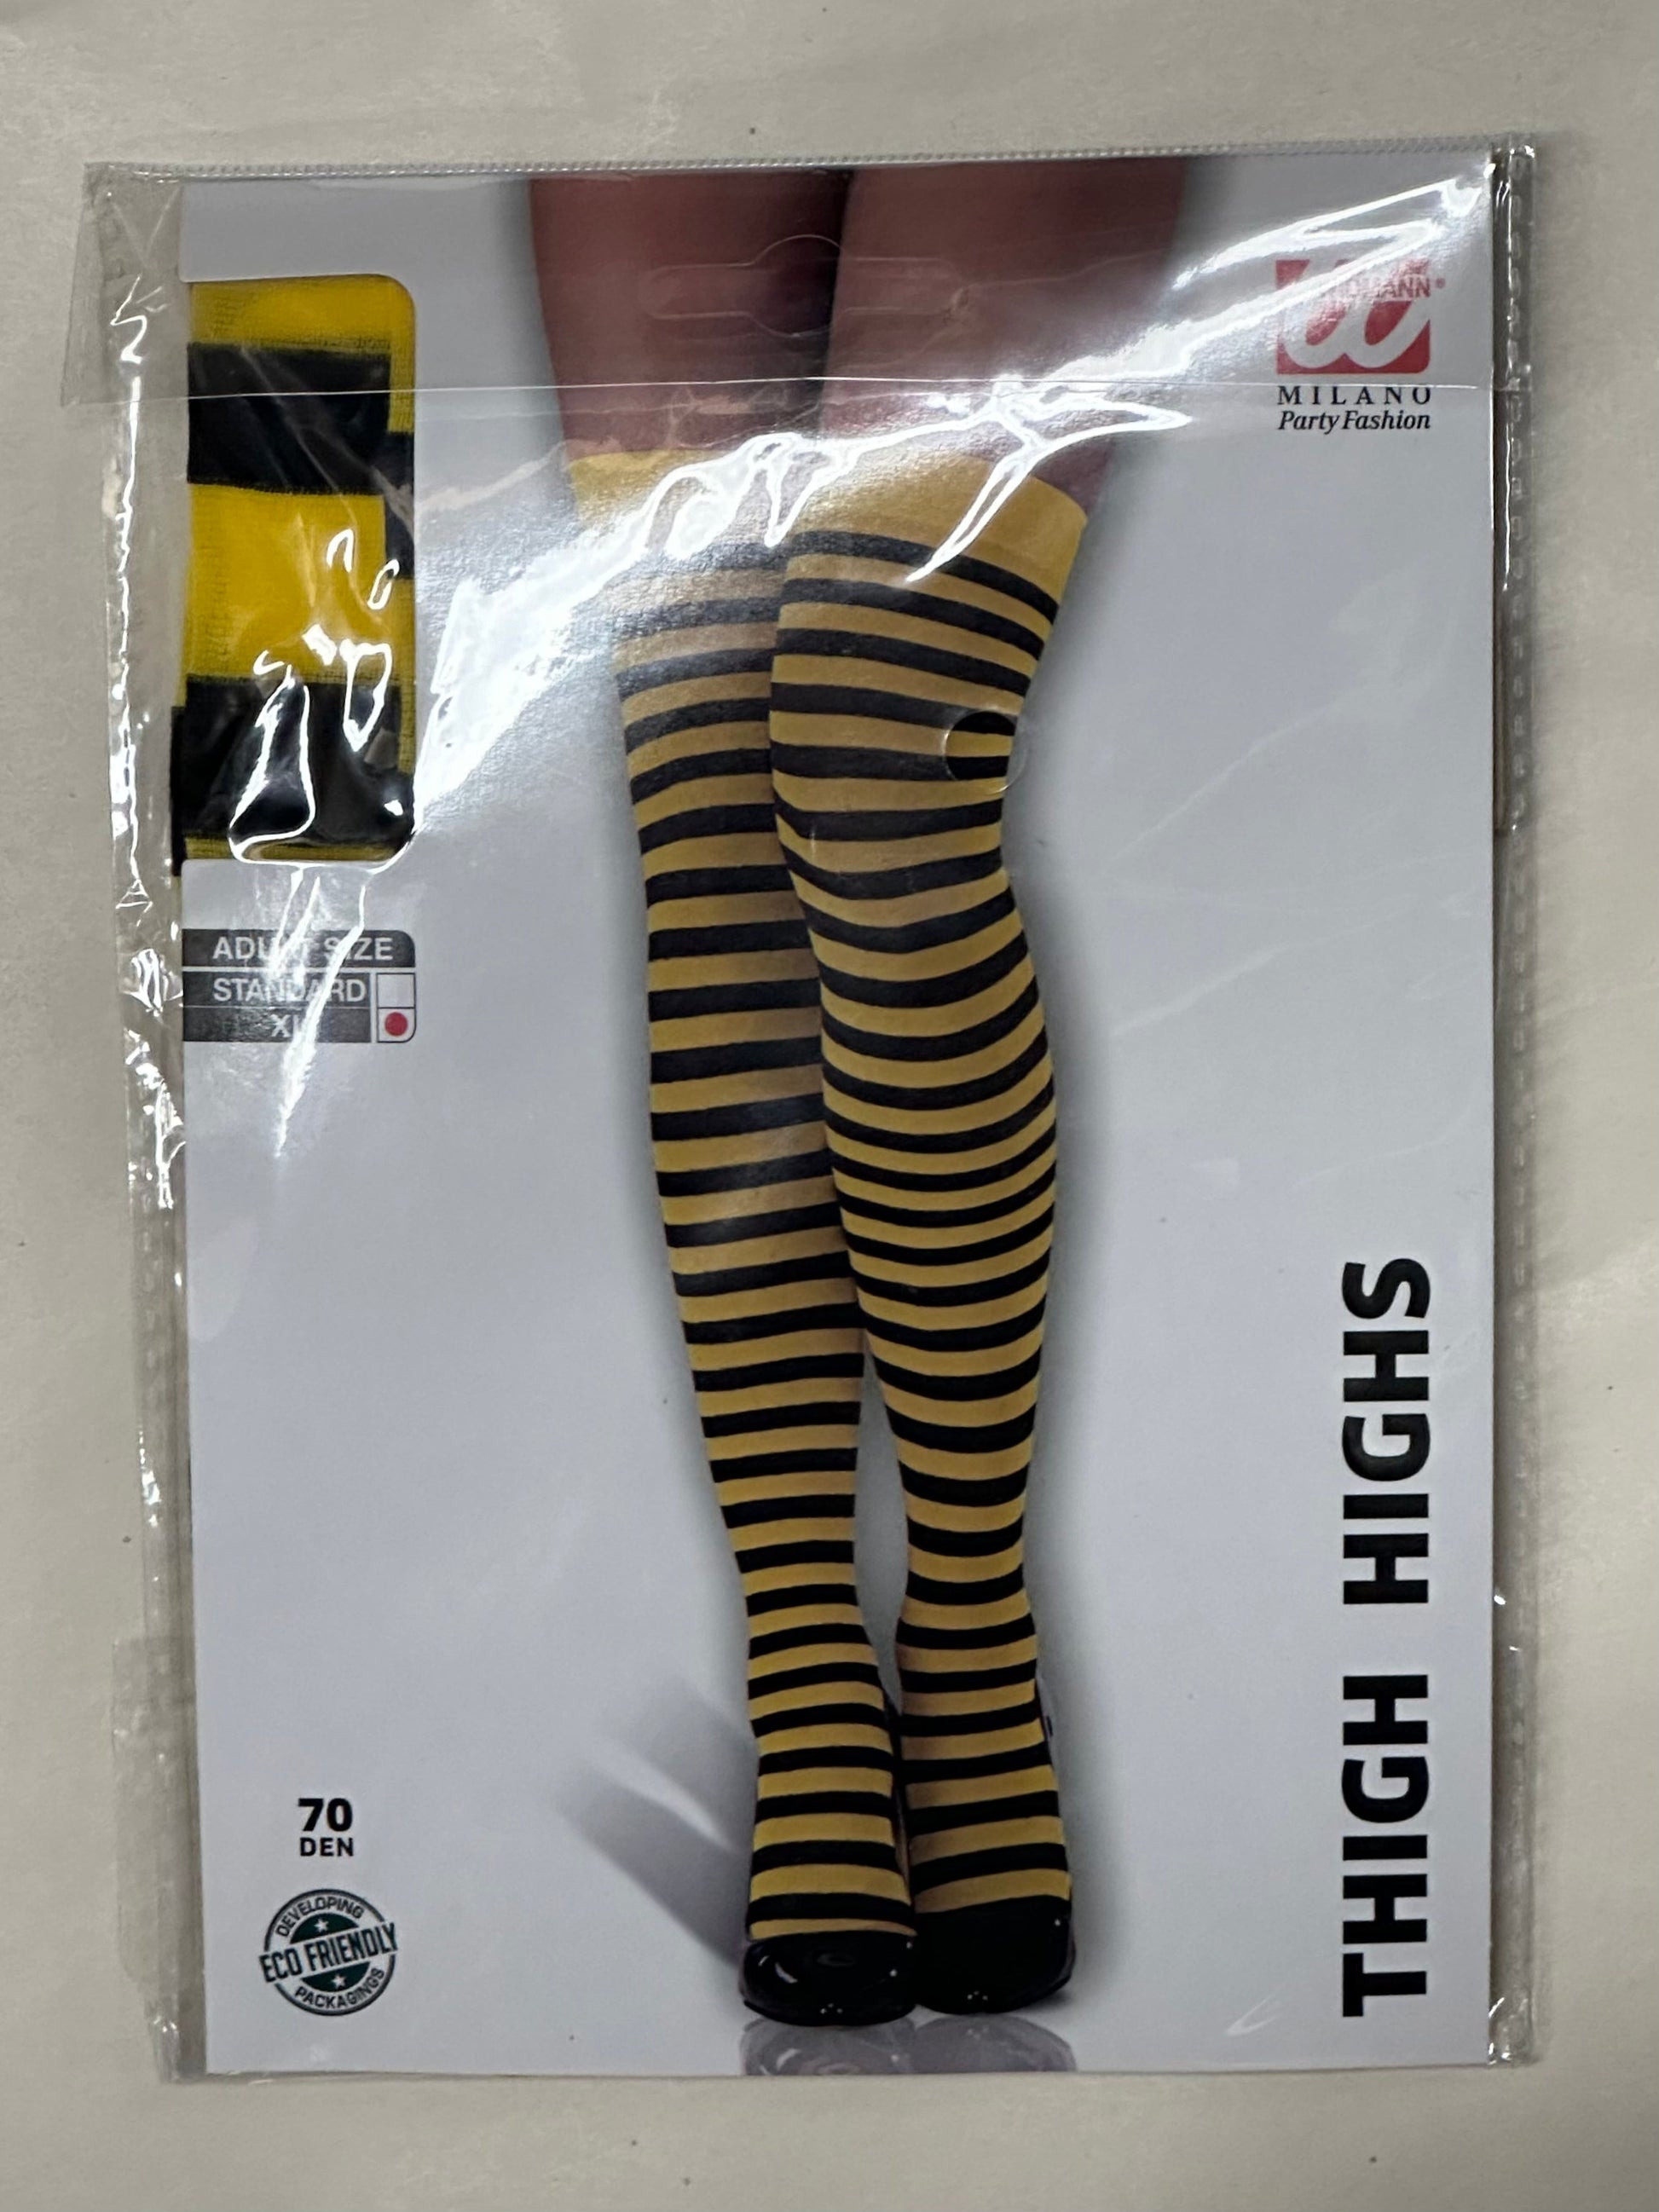 MILANO
Party Fashion
ADULT SIZE
STANDARD
XL
THIGH HIGHS
70
DEN
DEVELOPING
ECO FRIENDLY
PACKAGINGS